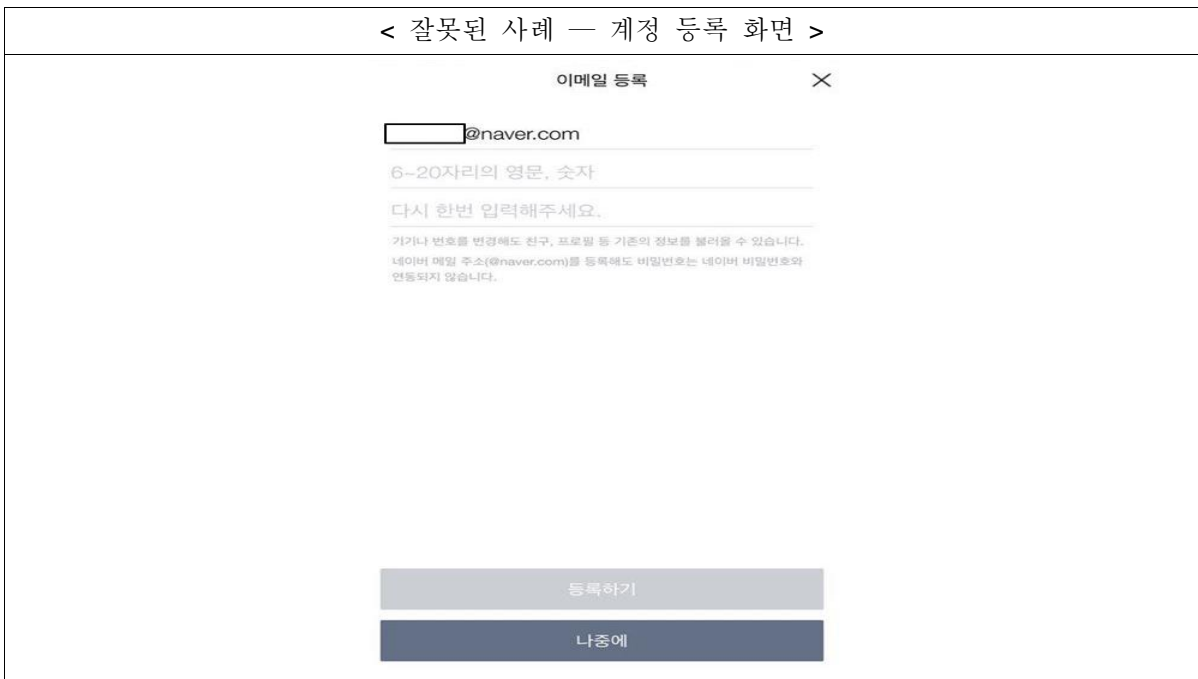 < 잘못된 사례 — 계정 등록 화면 >
이메일 등록
@naver.com
6~20자리의 영문, 숫자
다시 한번 입력해주세요.
기기나 번호를 변경해도 친구, 프로필 등 기존의 정보를 불러올 수 있습니다.
네이버 메일 주소(@naver.com)를 등록해도 비밀번호는 네이버 비밀번호와
연동되지 않습니다.
등록하기
나중에